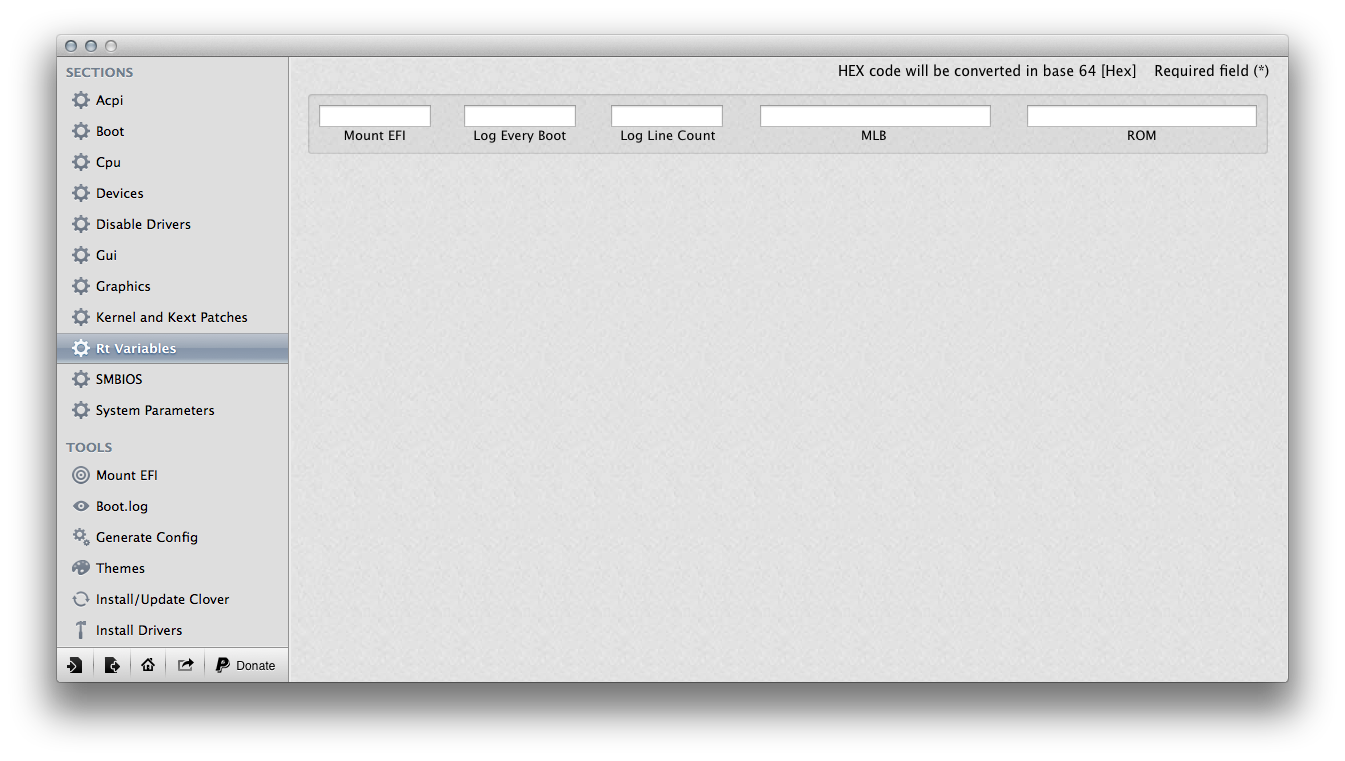 SECTIONS
Acpi
Boot
Cpu
Devices
Disable Drivers
Gui
Graphics
Kernel and Kext Patches
Rt Variables
SMBIOS
System Parameters
TOOLS
Mount EFI
Boot.log
Generate Config
Themes
Install/Update Clover
Install Drivers
Donate
HEX code will be converted in base 64 [Hex] Required field (*)
Mount EFI Log Every Boot Log Line Count MLB ROM